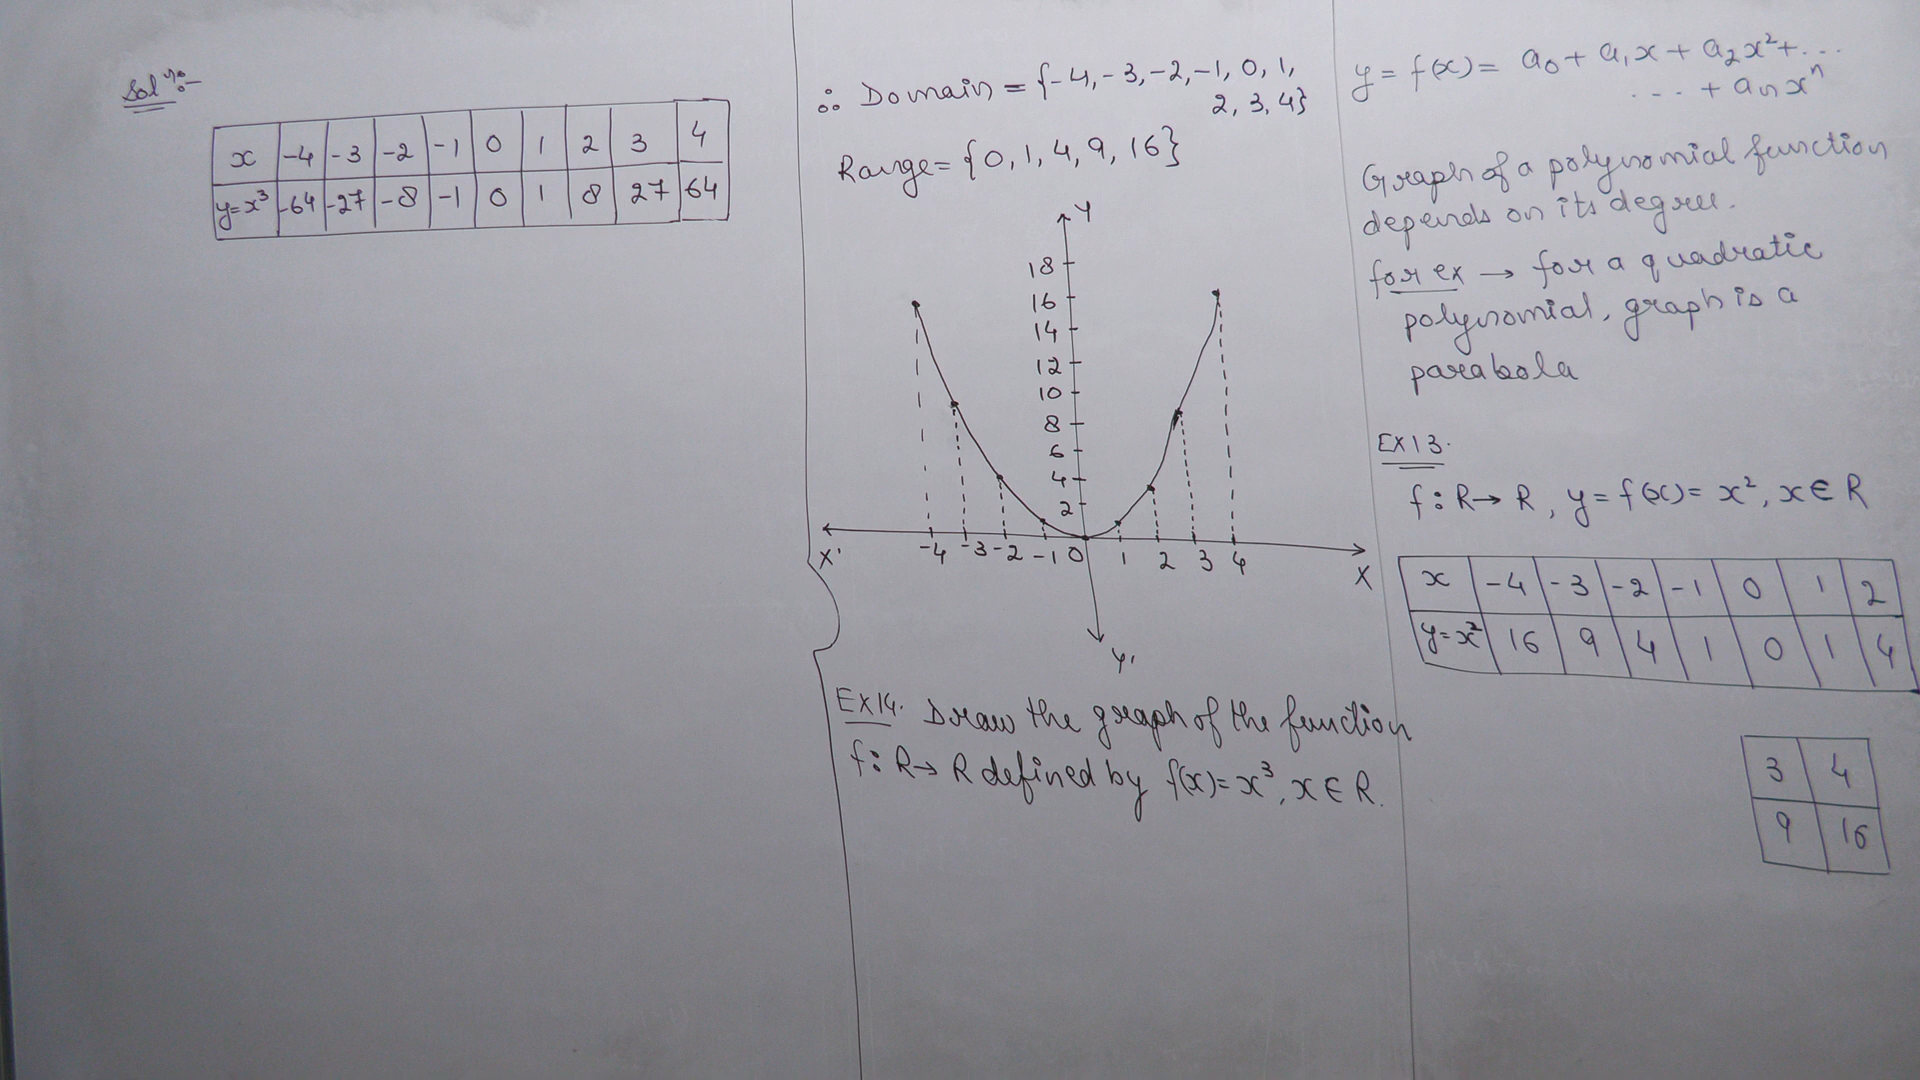 Solⁿ:-
x -4 -3 -2 -1 0 1 2 3 4
y=x³ -64 -27 -8 -1 0 1 8 27 64
∴ Domain = {-4, -3, -2, -1, 0, 1,
2, 3, 4}
Range = {0, 1, 4, 9, 16}
Y
18
16
14
12
10
8
6
4
2
X' -4 -3 -2 -1 0 1 2 3 4 X
Y'
EX14. Draw the graph of the function
f: R→ R defined by f(x)=x³, x∈R.
y = f(x) = a₀ + a₁x + a₂x² + ...
... + aₙxⁿ
Graph of a polynomial function
depends on its degree.
for ex → for a quadratic
polynomial, graph is a
parabola
EX13.
f: R→ R, y = f(x) = x², x∈R
x -4 -3 -2 -1 0 1 2
y=x² 16 9 4 1 0 1 4
3 4
9 16